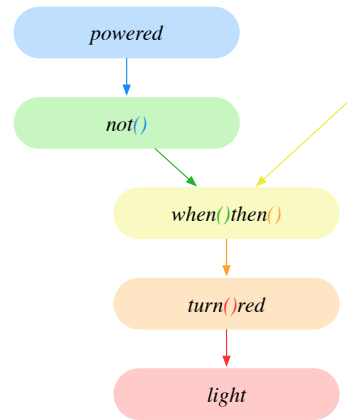 powered
not()
when()then()
turn()red
light